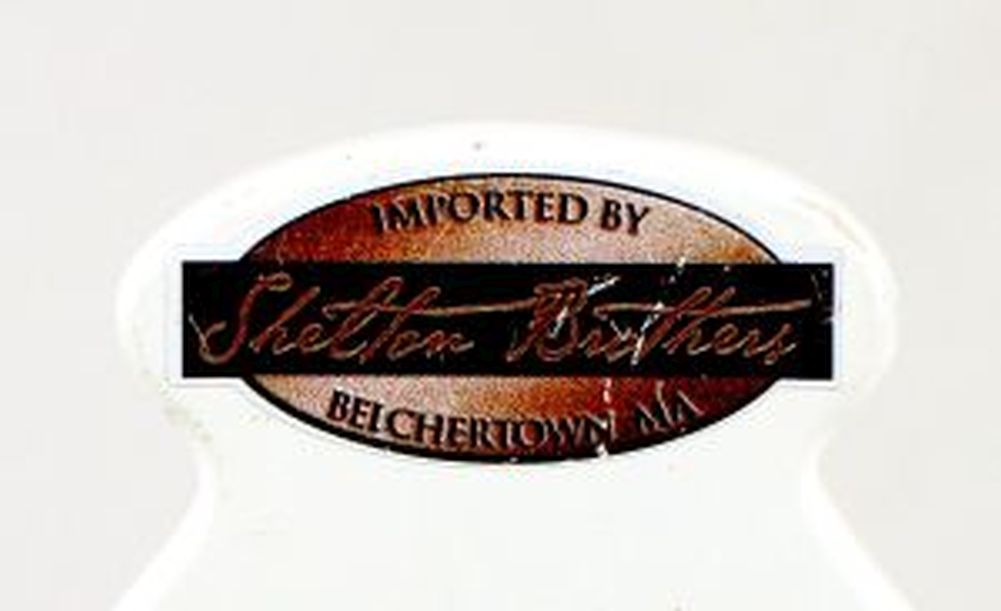 IMPORTED BY
Shelton Brothers
BELCHERTOWN MA